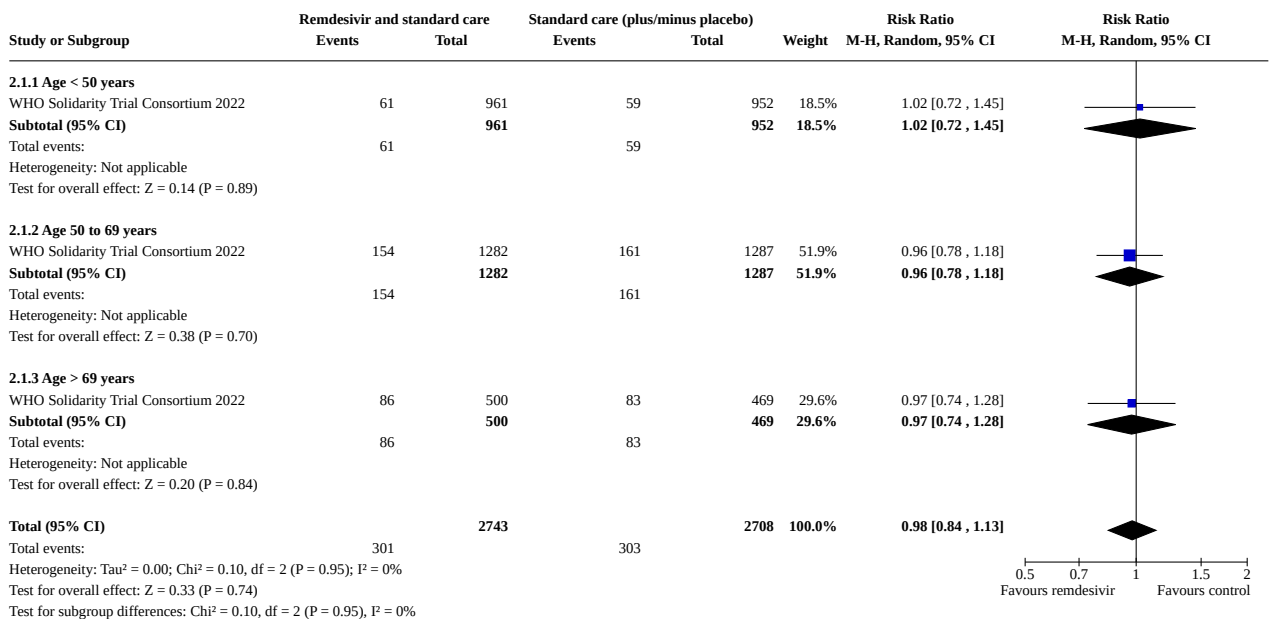 Remdesivir and standard care Standard care (plus/minus placebo) Risk Ratio Risk Ratio
Study or Subgroup Events Total Events Total Weight M-H, Random, 95% CI M-H, Random, 95% CI
2.1.1 Age < 50 years
WHO Solidarity Trial Consortium 2022 61 961 59 952 18.5% 1.02 [0.72 , 1.45]
Subtotal (95% CI) 961 952 18.5% 1.02 [0.72 , 1.45]
Total events: 61 59
Heterogeneity: Not applicable
Test for overall effect: Z = 0.14 (P = 0.89)
2.1.2 Age 50 to 69 years
WHO Solidarity Trial Consortium 2022 154 1282 161 1287 51.9% 0.96 [0.78 , 1.18]
Subtotal (95% CI) 1282 1287 51.9% 0.96 [0.78 , 1.18]
Total events: 154 161
Heterogeneity: Not applicable
Test for overall effect: Z = 0.38 (P = 0.70)
2.1.3 Age > 69 years
WHO Solidarity Trial Consortium 2022 86 500 83 469 29.6% 0.97 [0.74 , 1.28]
Subtotal (95% CI) 500 469 29.6% 0.97 [0.74 , 1.28]
Total events: 86 83
Heterogeneity: Not applicable
Test for overall effect: Z = 0.20 (P = 0.84)
Total (95% CI) 2743 2708 100.0% 0.98 [0.84 , 1.13]
Total events: 301 303
Heterogeneity: Tau² = 0.00; Chi² = 0.10, df = 2 (P = 0.95); I² = 0%
0.5 0.7 1 1.5 2
Test for overall effect: Z = 0.33 (P = 0.74) Favours remdesivir Favours control
Test for subgroup differences: Chi² = 0.10, df = 2 (P = 0.95), I² = 0%